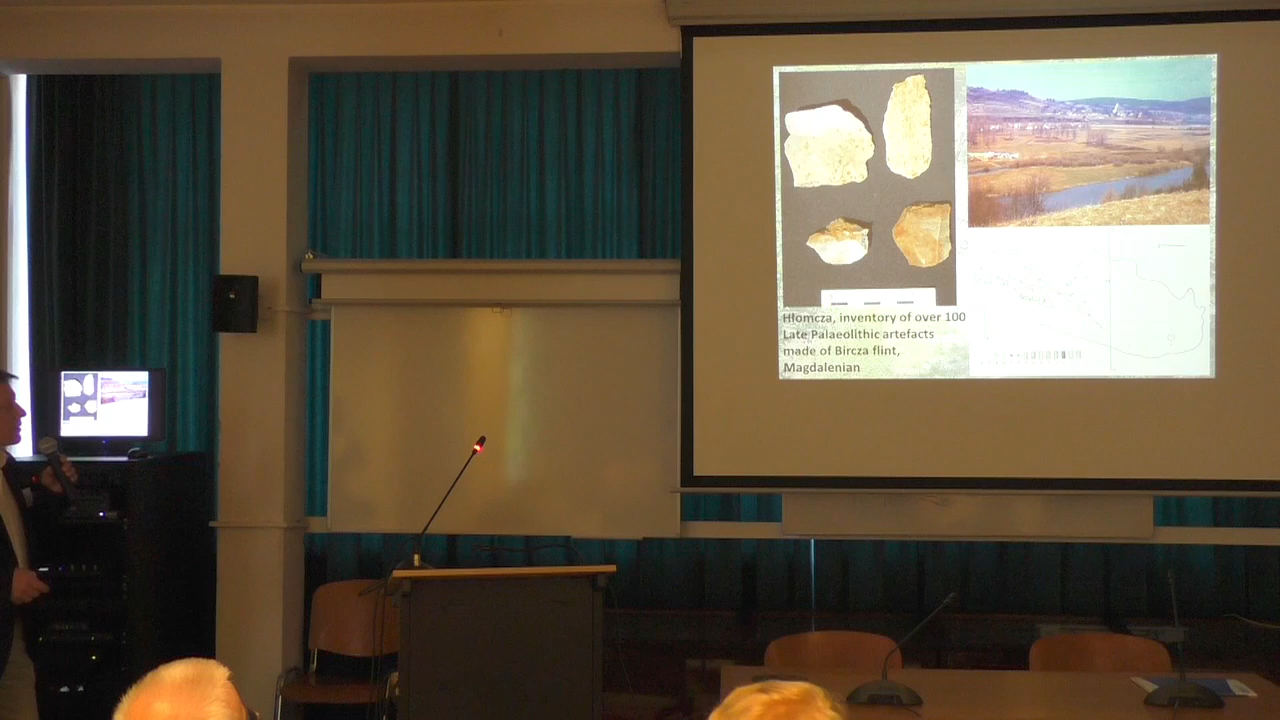 Hłomcza, inventory of over 100
Late Palaeolithic artefacts
made of Bircza flint,
Magdalenian